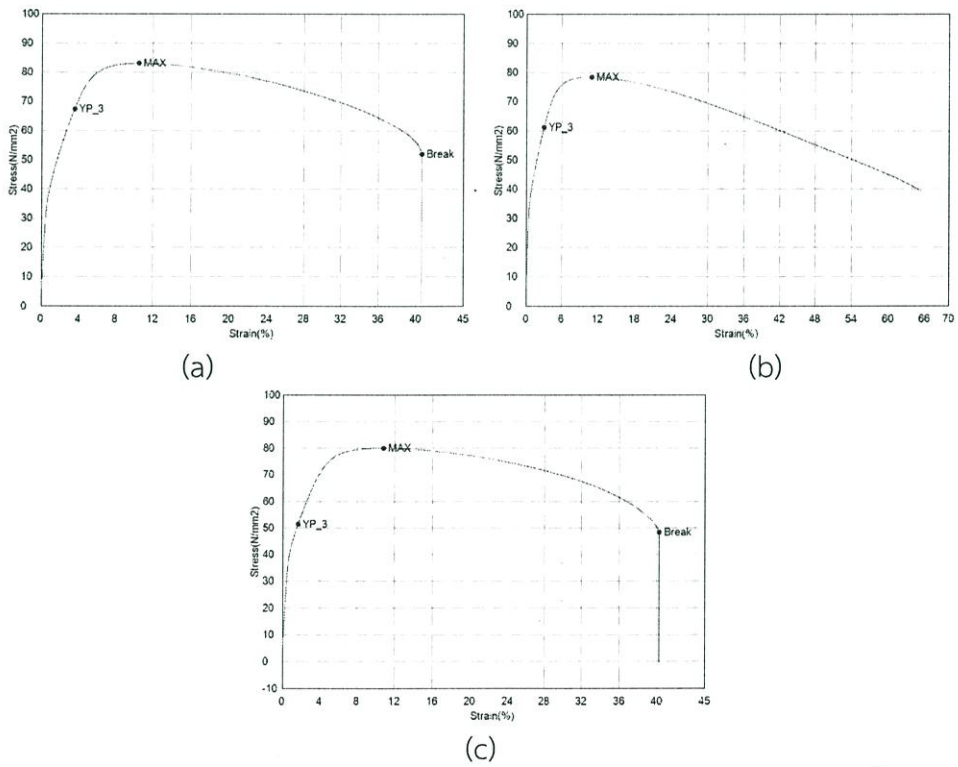 100
90
80
70
60
50
40
30
20
10
0
Stress(N/mm2)
MAX
YP_3
Break
0 4 8 12 16 20 24 28 32 36 40 45
Strain(%)
(a)
100
90
80
70
60
50
40
30
20
10
0
Stress(N/mm2)
MAX
YP_3
0 6 12 18 24 30 36 42 48 54 60 70
Strain(%)
(b)
100
90
80
70
60
50
40
30
20
10
0
-10
Stress(N/mm2)
MAX
YP_3
Break
0 4 8 12 16 20 24 28 32 36 40 45
Strain(%)
(c)